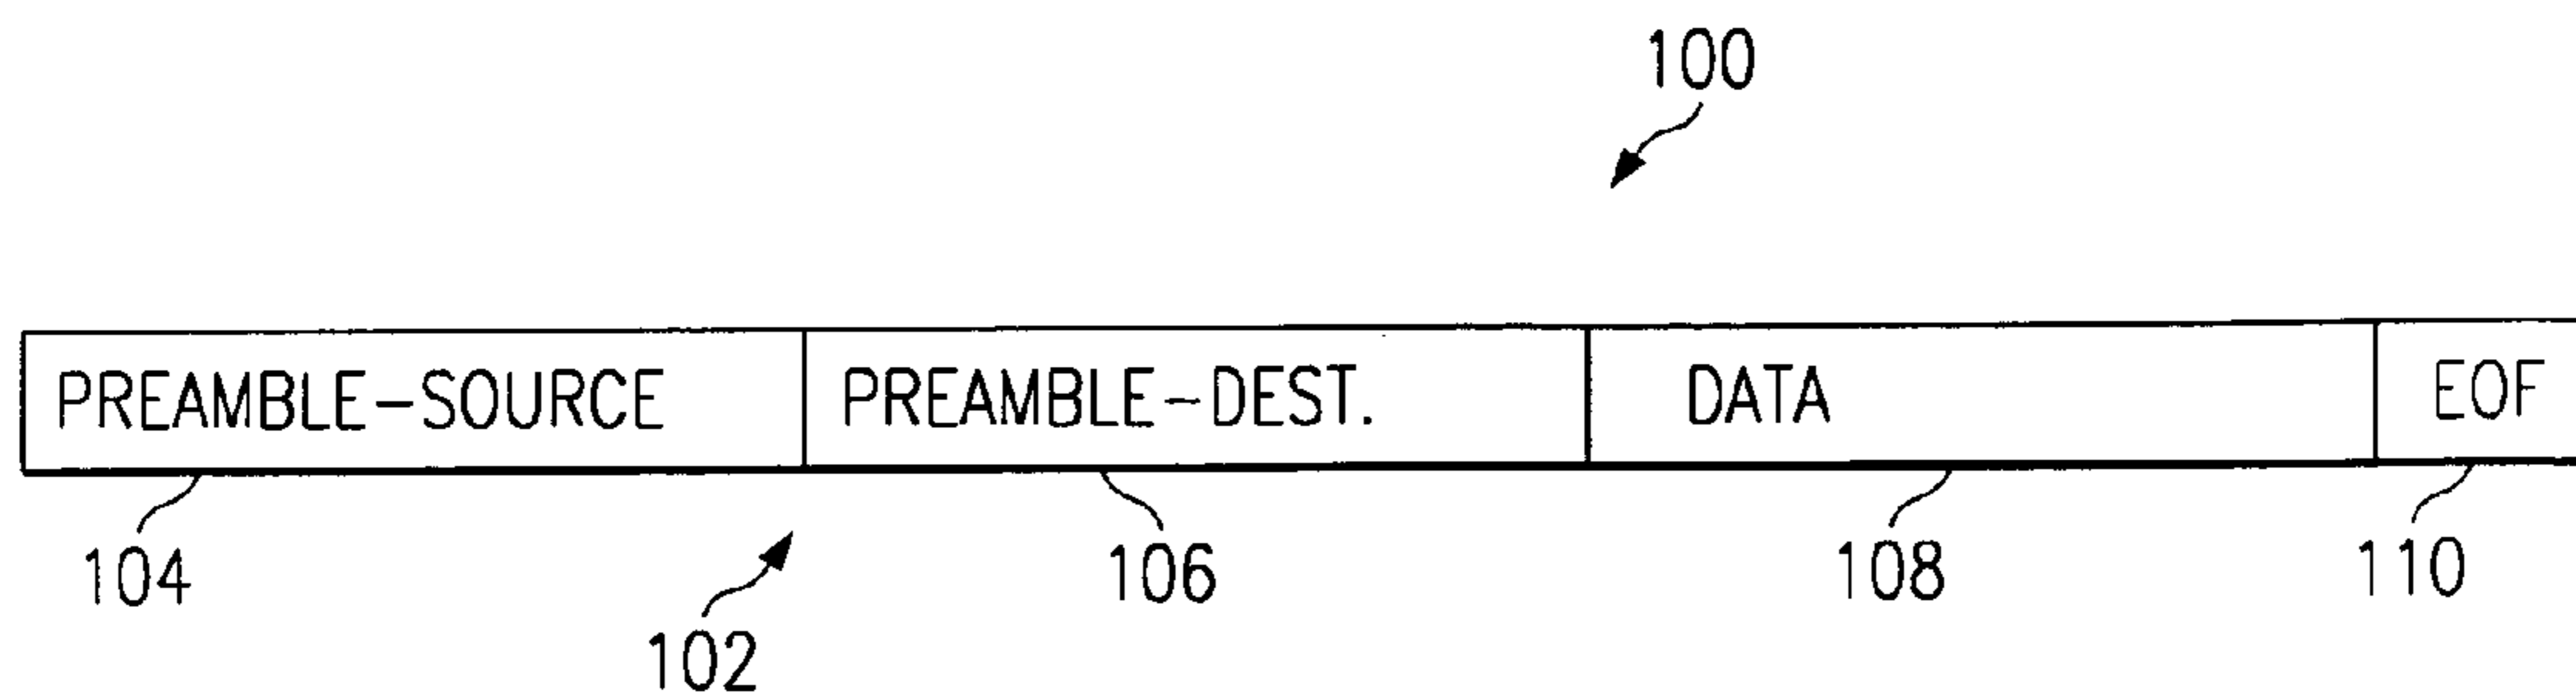 100
PREAMBLE-SOURCE PREAMBLE-DEST. DATA EOF
104 106 108 110
102